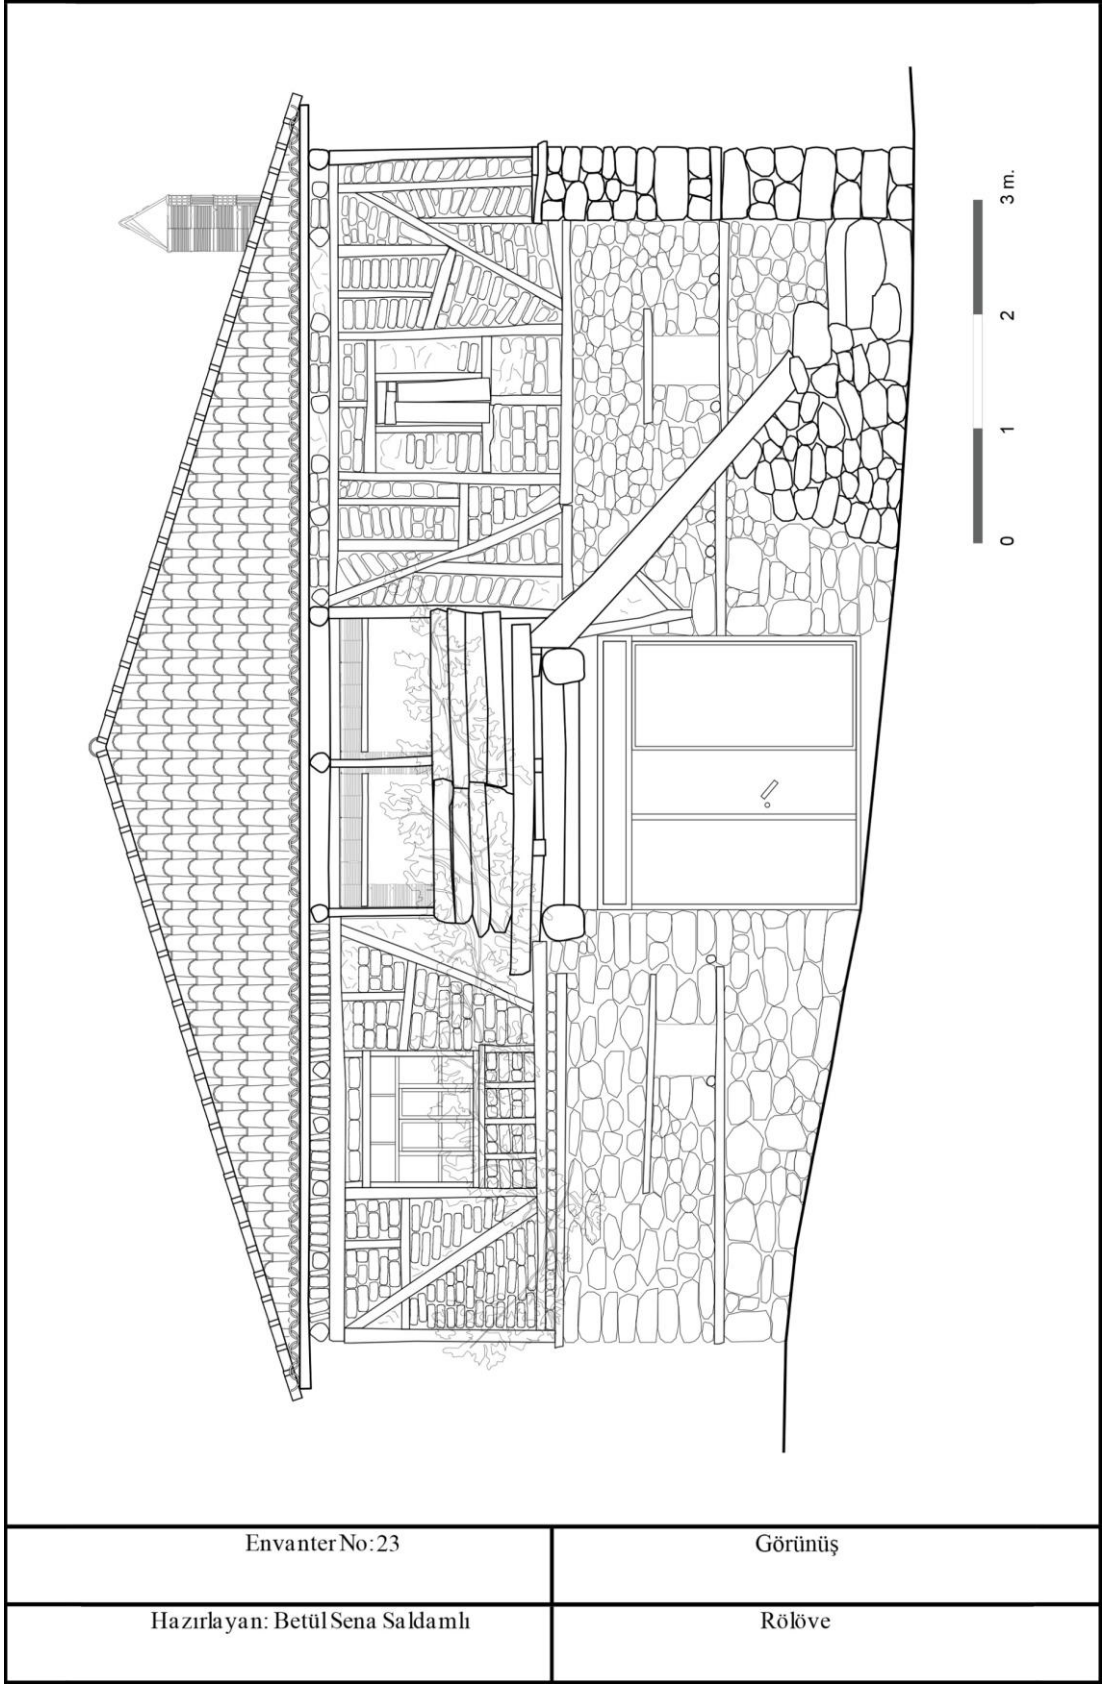 0 1 2 3 m.
Envanter No:23
Görünüş
Hazırlayan: Betül Sena Saldamlı
Rölöve